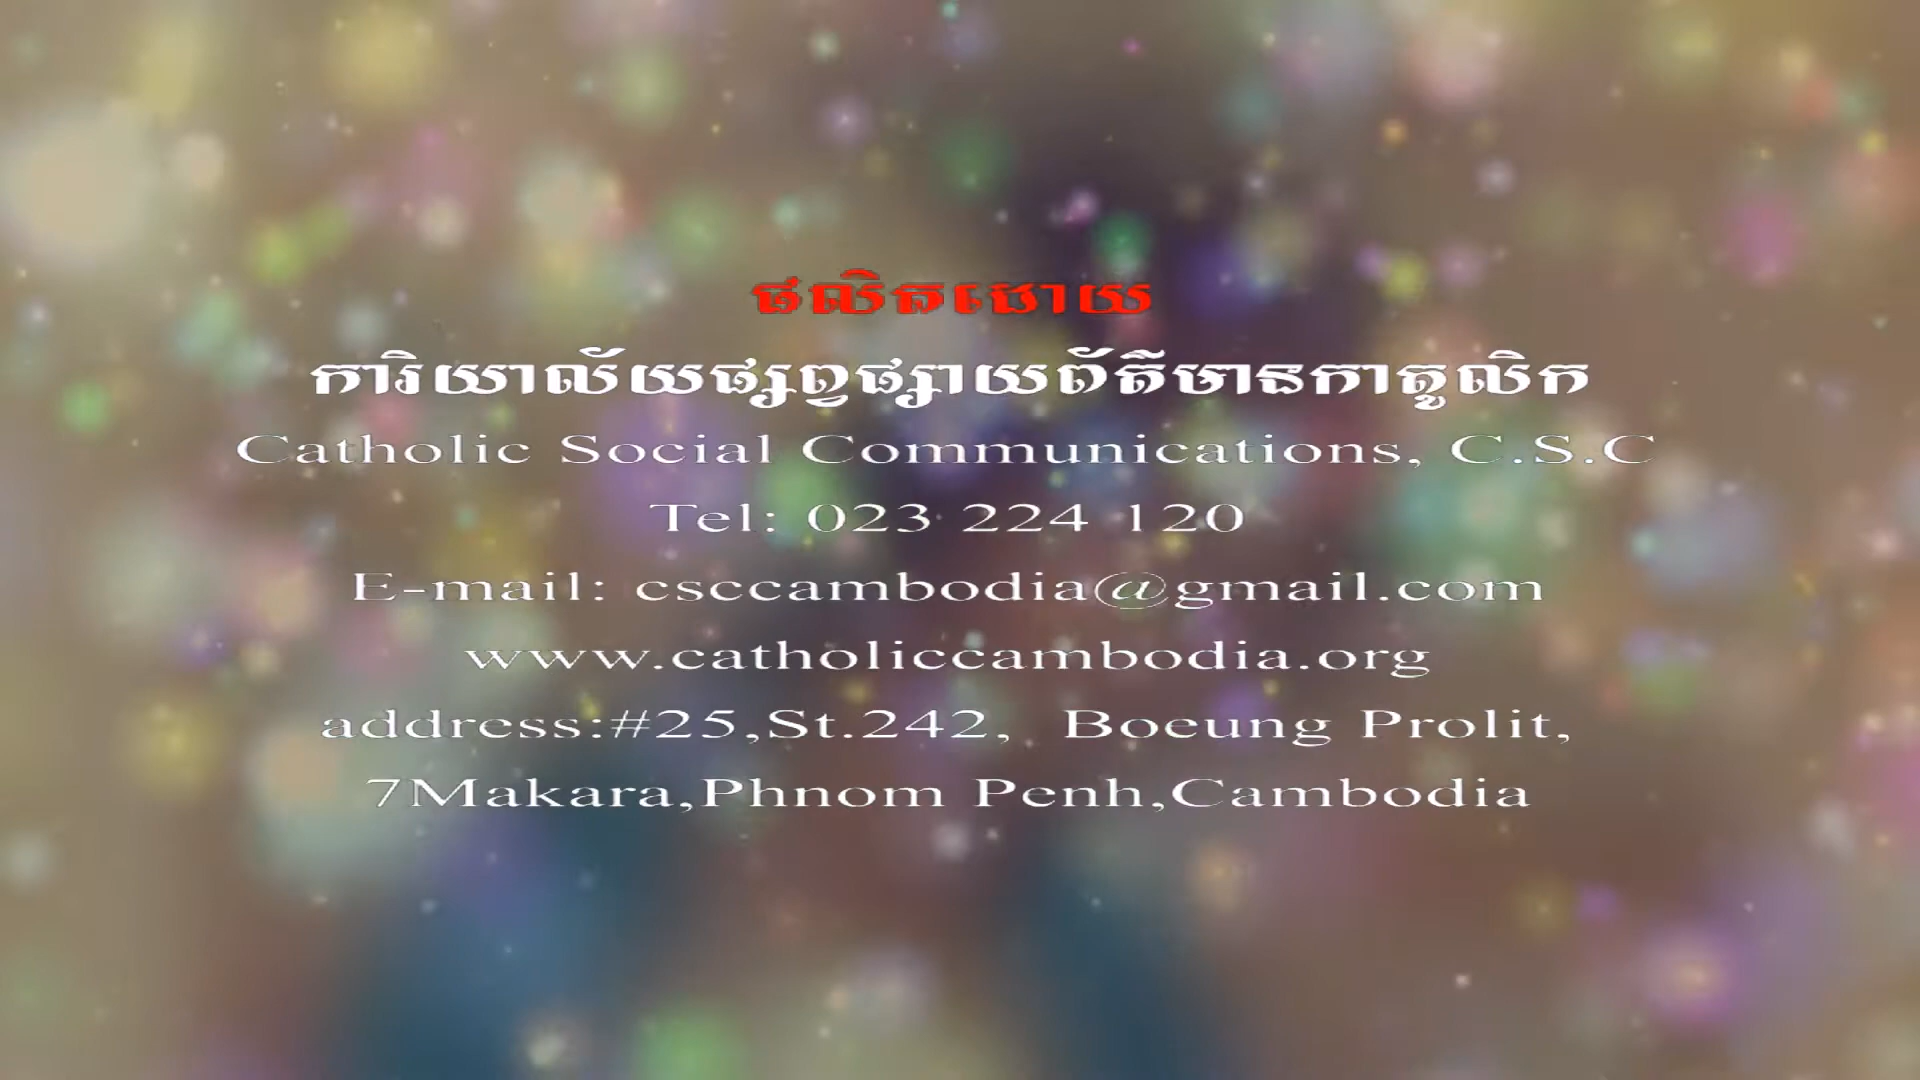 ផលិតដោយ
ការិយាល័យផ្សព្វផ្សាយព័ត៌មានកាតូលិក
Catholic Social Communications, C.S.C
Tel: 023 224 120
E-mail: csccambodia@gmail.com
www.catholiccambodia.org
address:#25,St.242, Boeung Prolit,
7Makara,Phnom Penh,Cambodia